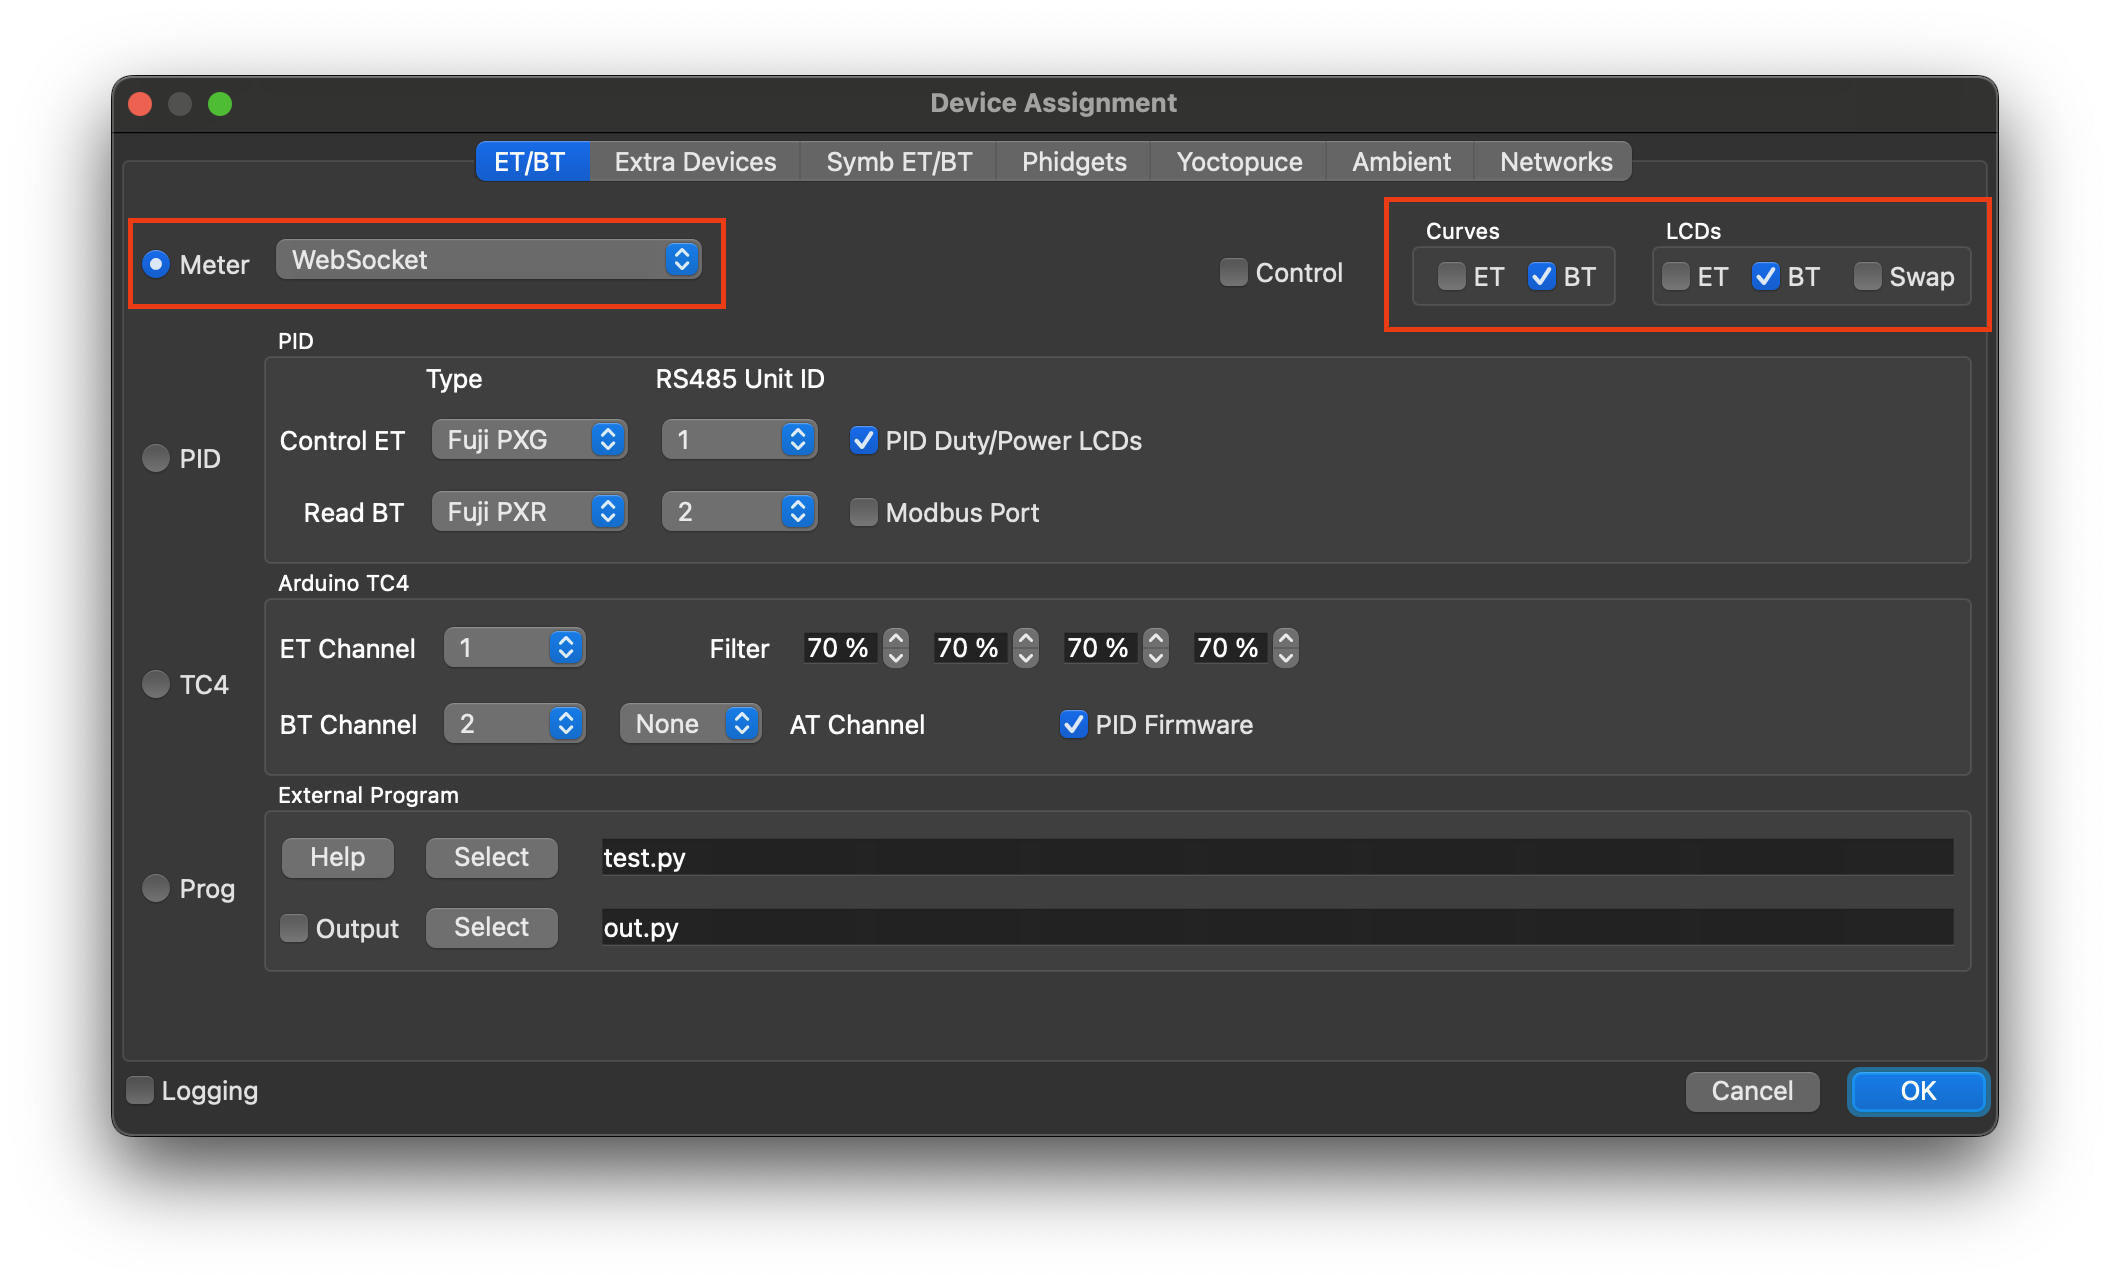 Device Assignment
ET/BT Extra Devices Symb ET/BT Phidgets Yoctopuce Ambient Networks
Curves LCDs
Meter WebSocket Control ET BT ET BT Swap
PID
Type RS485 Unit ID
Control ET Fuji PXG 1 PID Duty/Power LCDs
PID
Read BT Fuji PXR 2 Modbus Port
Arduino TC4
ET Channel 1 Filter 70 % 70 % 70 % 70 %
TC4
BT Channel 2 None AT Channel PID Firmware
External Program
Help Select test.py
Prog
Output Select out.py
Logging Cancel OK